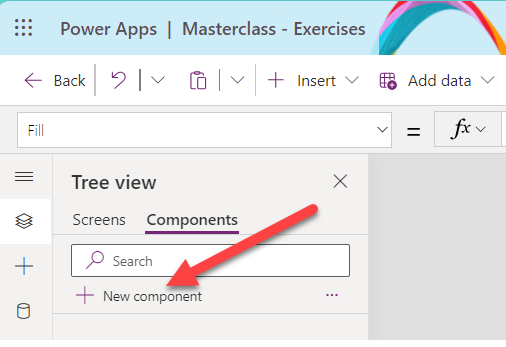 Power Apps | Masterclass - Exercises
Back Insert Add data
Fill = fx
Tree view
Screens Components
Search
New component ...